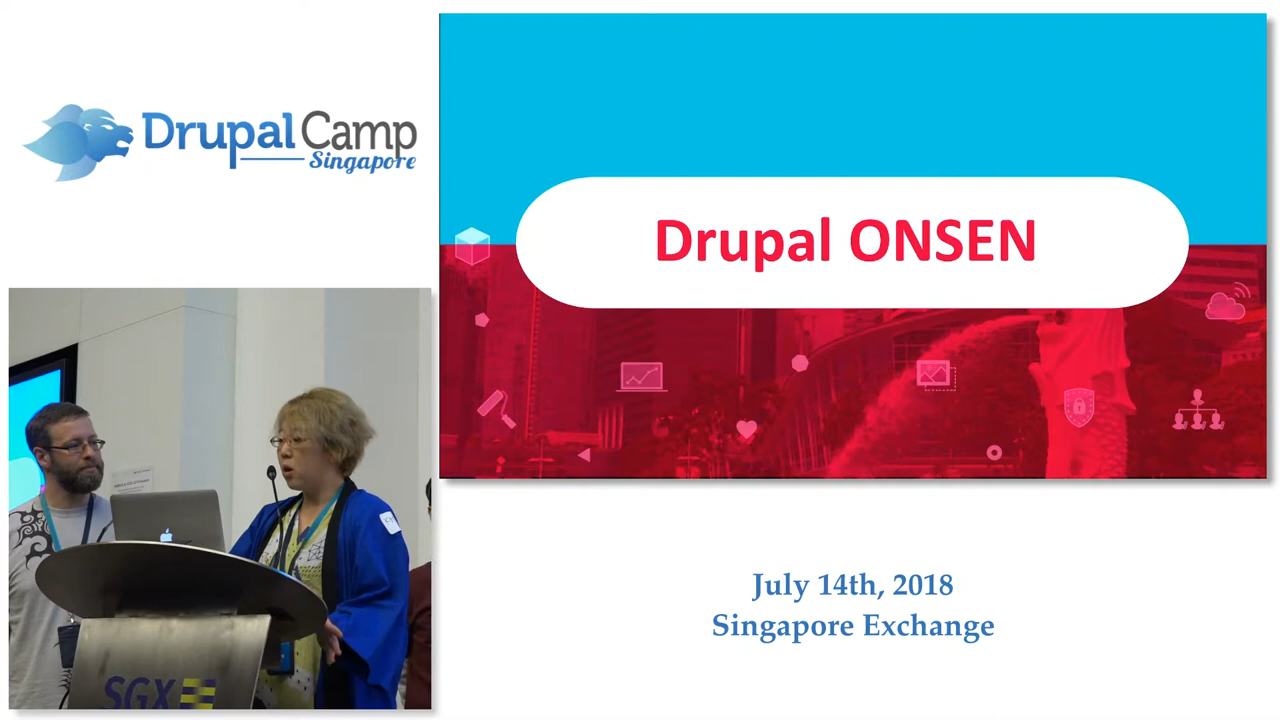 Drupal Camp
Singapore
Drupal ONSEN
July 14th, 2018
Singapore Exchange
SGX